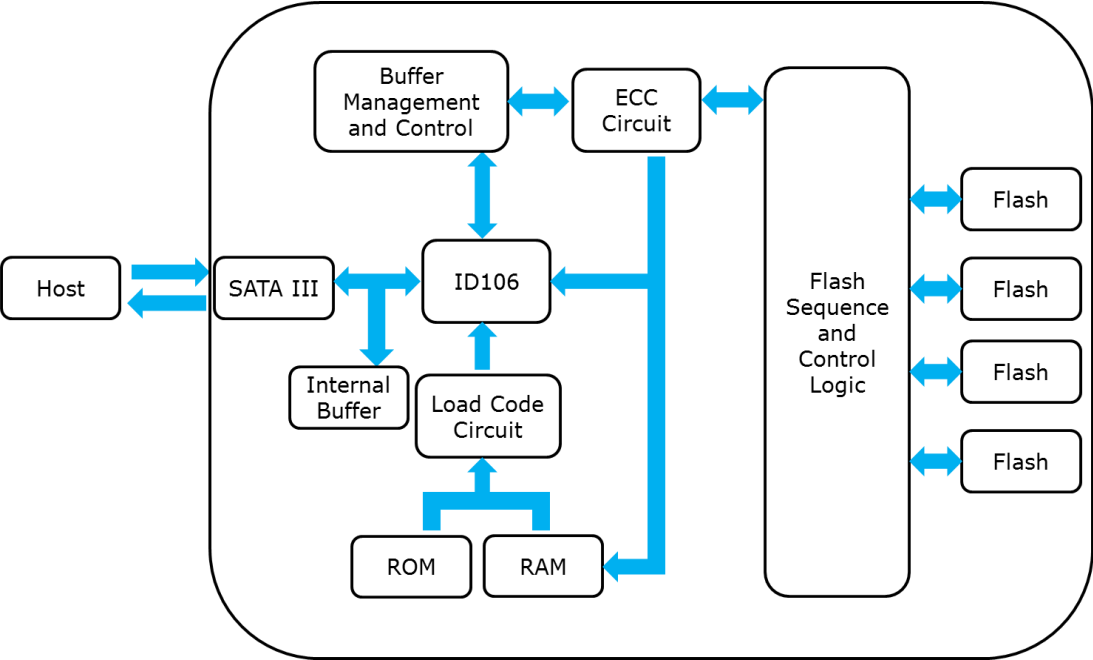 Buffer
Management
and Control
ECC
Circuit
Host
SATA III
ID106
Internal
Buffer
Load Code
Circuit
ROM
RAM
Flash
Sequence
and
Control
Logic
Flash
Flash
Flash
Flash